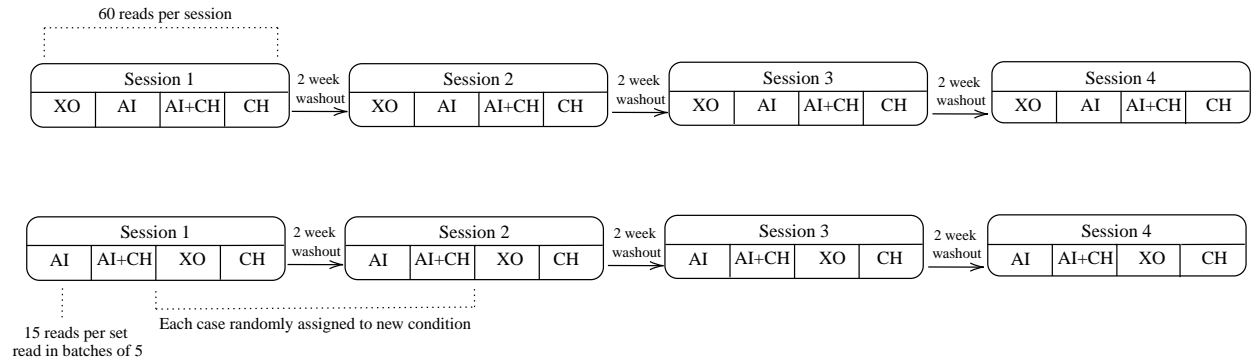 60 reads per session
Session 1
XO AI AI+CH CH
2 week
washout
Session 2
XO AI AI+CH CH
2 week
washout
Session 3
XO AI AI+CH CH
2 week
washout
Session 4
XO AI AI+CH CH
Session 1
AI AI+CH XO CH
2 week
washout
Session 2
AI AI+CH XO CH
2 week
washout
Session 3
AI AI+CH XO CH
2 week
washout
Session 4
AI AI+CH XO CH
15 reads per set
read in batches of 5
Each case randomly assigned to new condition